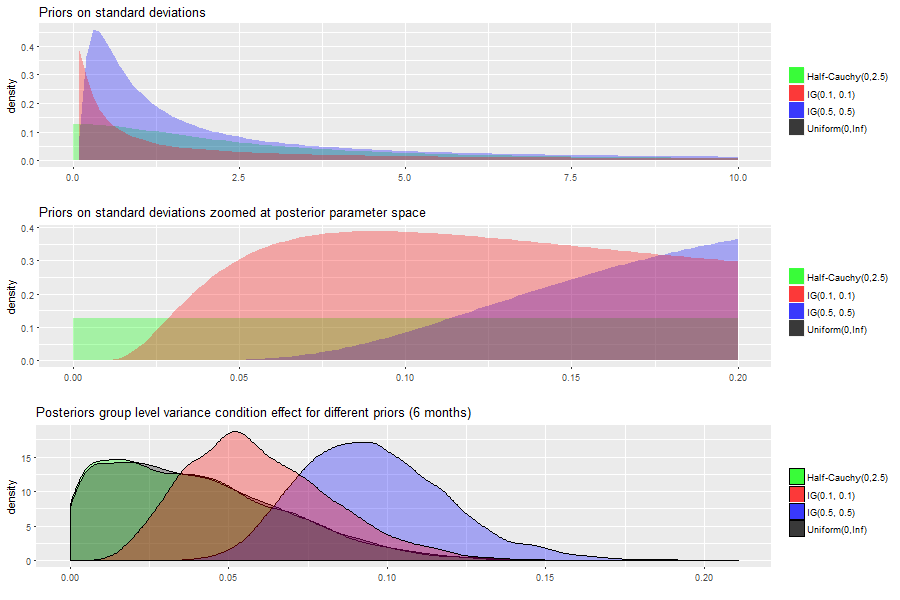 Priors on standard deviations
density
0.4
0.3
0.2
0.1
0.0
0.0 2.5 5.0 7.5 10.0
Half-Cauchy(0,2.5)
IG(0.1, 0.1)
IG(0.5, 0.5)
Uniform(0,Inf)
Priors on standard deviations zoomed at posterior parameter space
density
0.4
0.3
0.2
0.1
0.0
0.00 0.05 0.10 0.15 0.20
Half-Cauchy(0,2.5)
IG(0.1, 0.1)
IG(0.5, 0.5)
Uniform(0,Inf)
Posteriors group level variance condition effect for different priors (6 months)
density
15
10
5
0
0.00 0.05 0.10 0.15 0.20
Half-Cauchy(0,2.5)
IG(0.1, 0.1)
IG(0.5, 0.5)
Uniform(0,Inf)